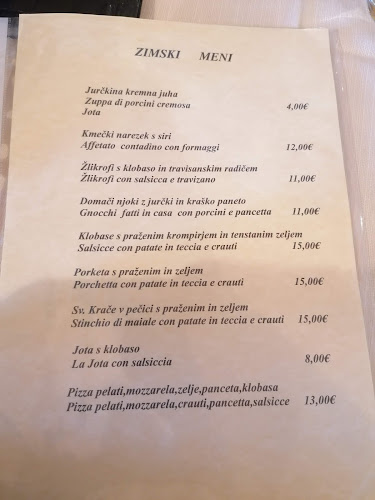 ZIMSKI MENI
Jurčkina kremna juha
Zuppa di porcini cremosa
Jota 4,00€
Kmečki narezek s siri
Affetato contadino con formaggi 12,00€
Žlikrofi s klobaso in travisanskim radičem
Žlikrofi con salsicca e travizano 11,00€
Domači njoki z jurčki in kraško paneto
Gnocchi fatti in casa con porcini e pancetta 11,00€
Klobase s praženim krompirjem in tenstanim zeljem
Salsicce con patate in teccia e crauti 15,00€
Porketa s praženim in zeljem
Porchetta con patate in teccia e crauti 15,00€
Sv. Krače v pečici s praženim in zeljem
Stinchio di maiale con patate in teccia e crauti 15,00€
Jota s klobaso
La Jota con salsiccia 8,00€
Pizza pelati,mozzarela,zelje,panceta,klobasa
Pizza pelati,mozzarela,crauti,pancetta,salsicce 13,00€